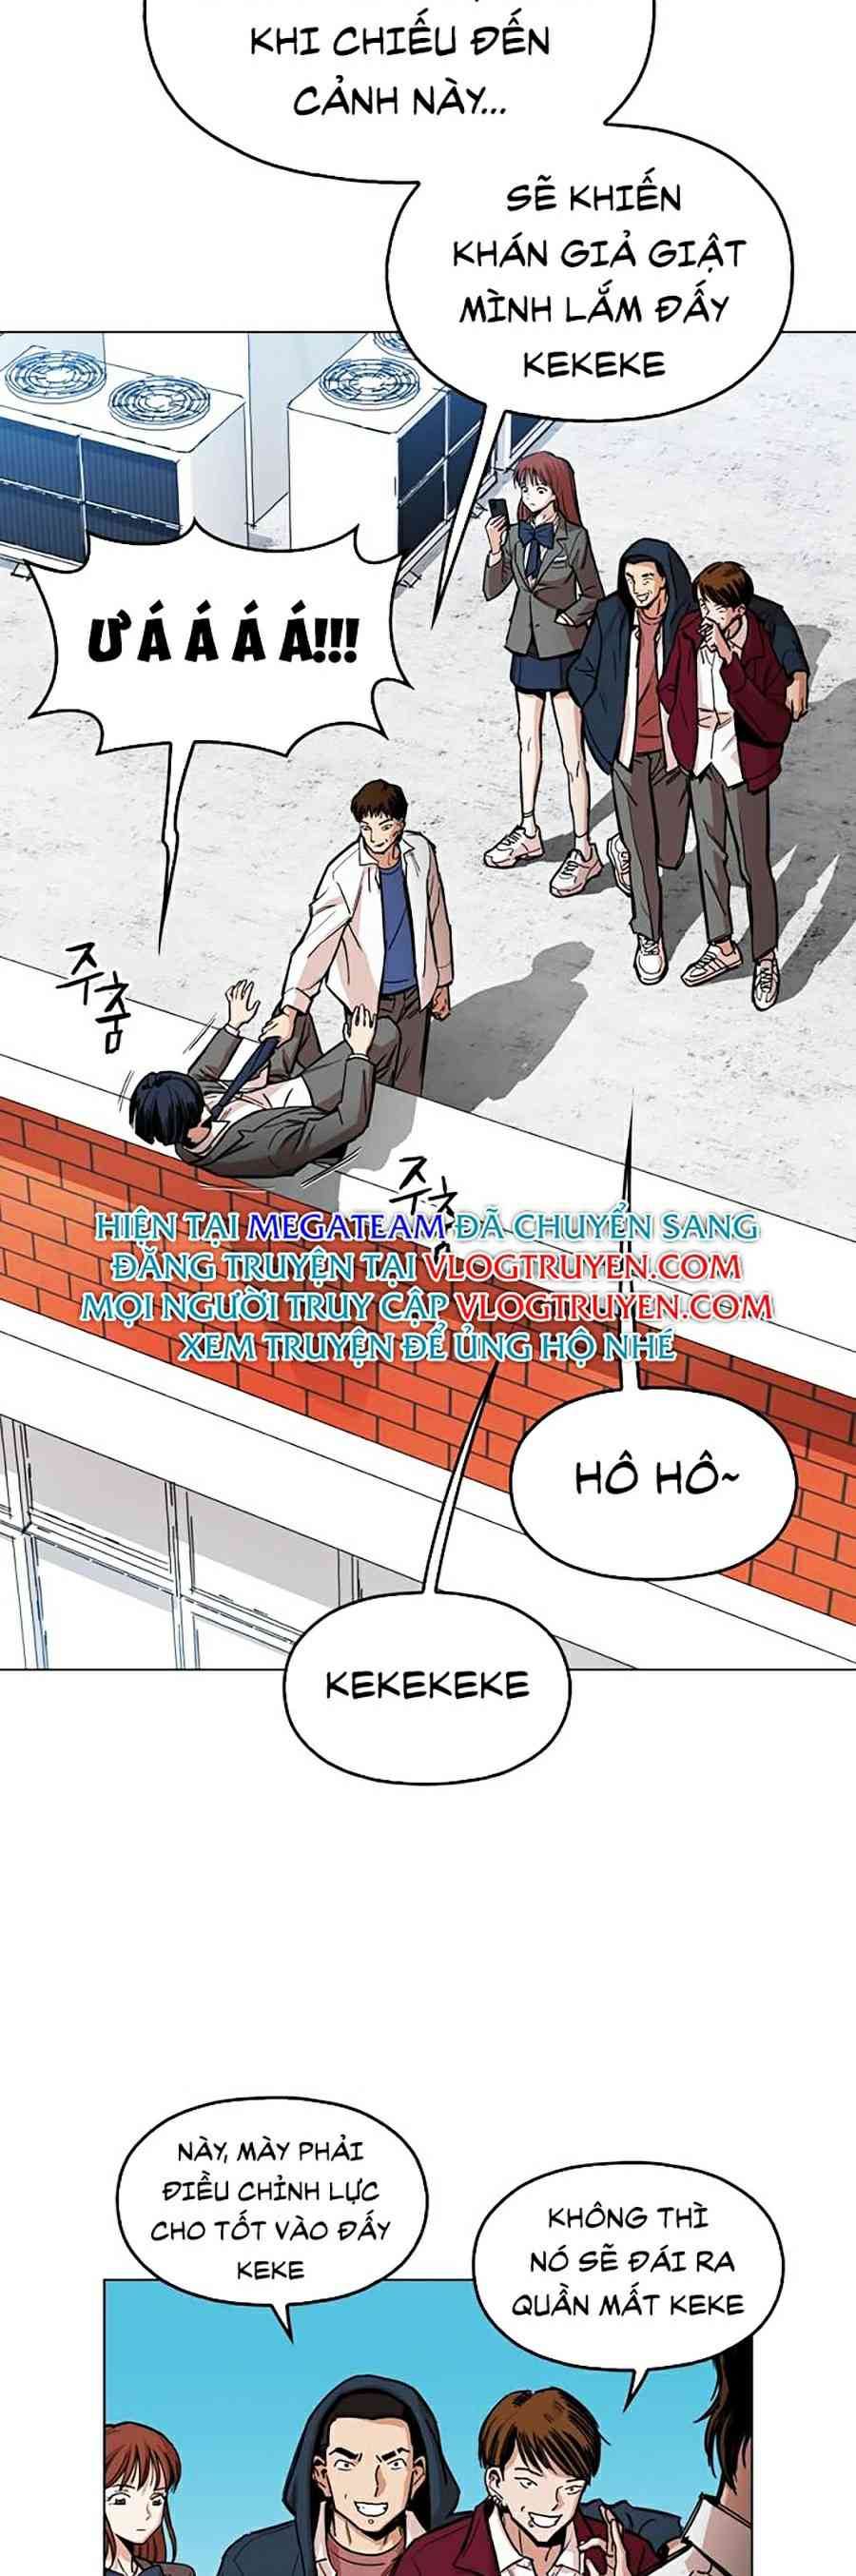 KHI CHIẾU ĐẾN
CẢNH NÀY...
SẼ KHIẾN
KHÁN GIẢ GIẬT
MÌNH LẮM ĐẤY
KEKEKE
ƯÁ Á Á Á!!!
주춤
주춤
HIỆN TẠI MEGATEAM ĐÃ CHUYỂN SANG
ĐĂNG TRUYỆN TẠI VLOGTRUYEN.COM
MỌI NGƯỜI TRUY CẬP VLOGTRUYEN.COM
XEM TRUYỆN ĐỂ ỦNG HỘ NHÉ
HÔ HÔ~
KEKEKEKE
NÀY, MÀY PHẢI
ĐIỀU CHỈNH LỰC
CHO TỐT VÀO ĐẤY
KEKE
KHÔNG THÌ
NÓ SẼ ĐÁI RA
QUẦN MẤT KEKE